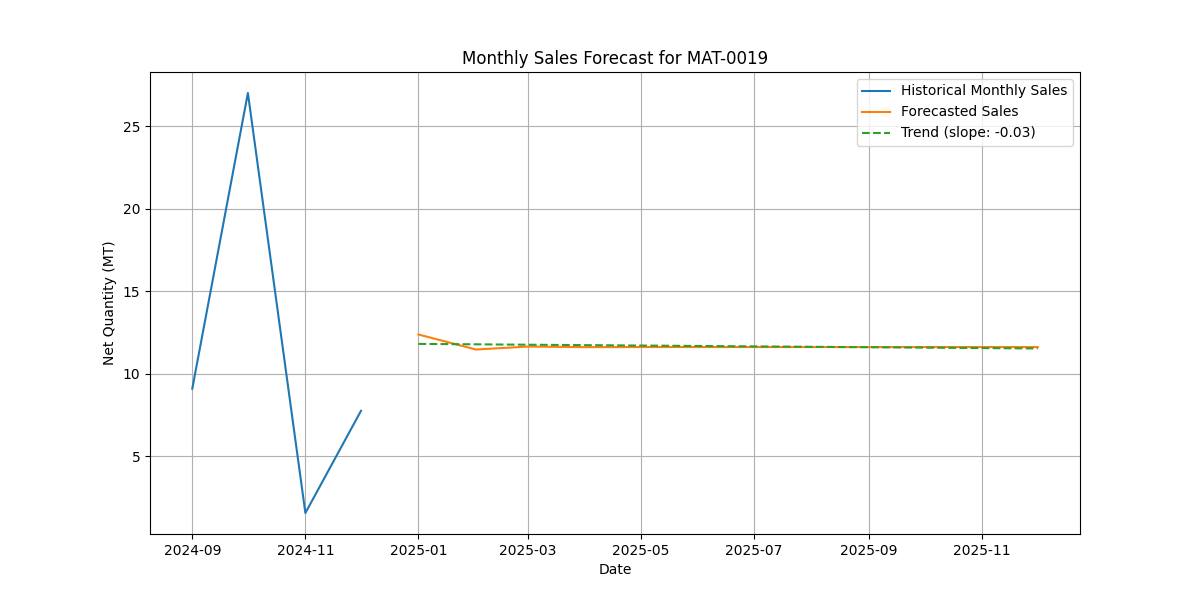 Monthly Sales Forecast for MAT-0019
Historical Monthly Sales
Forecasted Sales
Trend (slope: -0.03)
Net Quantity (MT)
25
20
15
10
5
2024-09 2024-11 2025-01 2025-03 2025-05 2025-07 2025-09 2025-11
Date